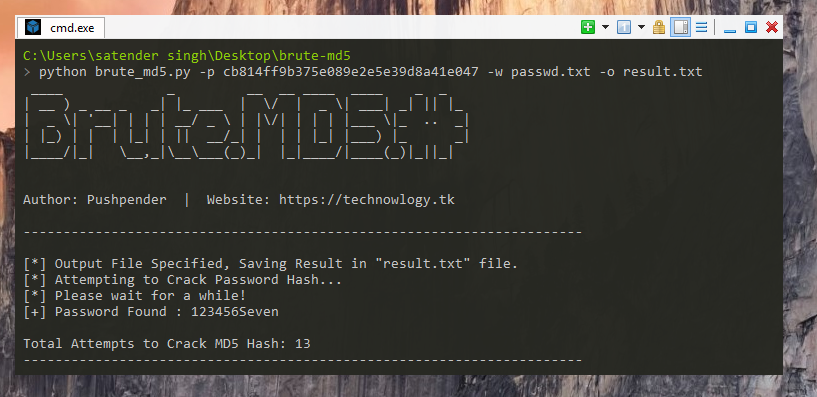 cmd.exe
C:\Users\satender singh\Desktop\brute-md5
> python brute_md5.py -p cb814ff9b375e089e2e5e39d8a41e047 -w passwd.txt -o result.txt
Brute.MD5.#
Author: Pushpender | Website: https://technowlogy.tk
-----------------------------------------------------------------------
[*] Output File Specified, Saving Result in "result.txt" file.
[*] Attempting to Crack Password Hash...
[*] Please wait for a while!
[+] Password Found : 123456Seven
Total Attempts to Crack MD5 Hash: 13
-----------------------------------------------------------------------